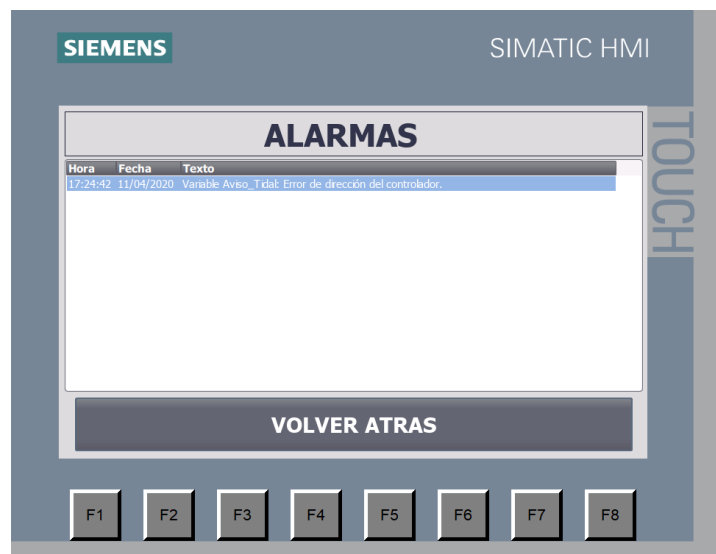 SIEMENS
SIMATIC HMI
TOUCH
ALARMAS
Hora Fecha Texto
17:24:42 11/04/2020 Variable Aviso_Tidal: Error de dirección del controlador.
VOLVER ATRAS
F1 F2 F3 F4 F5 F6 F7 F8